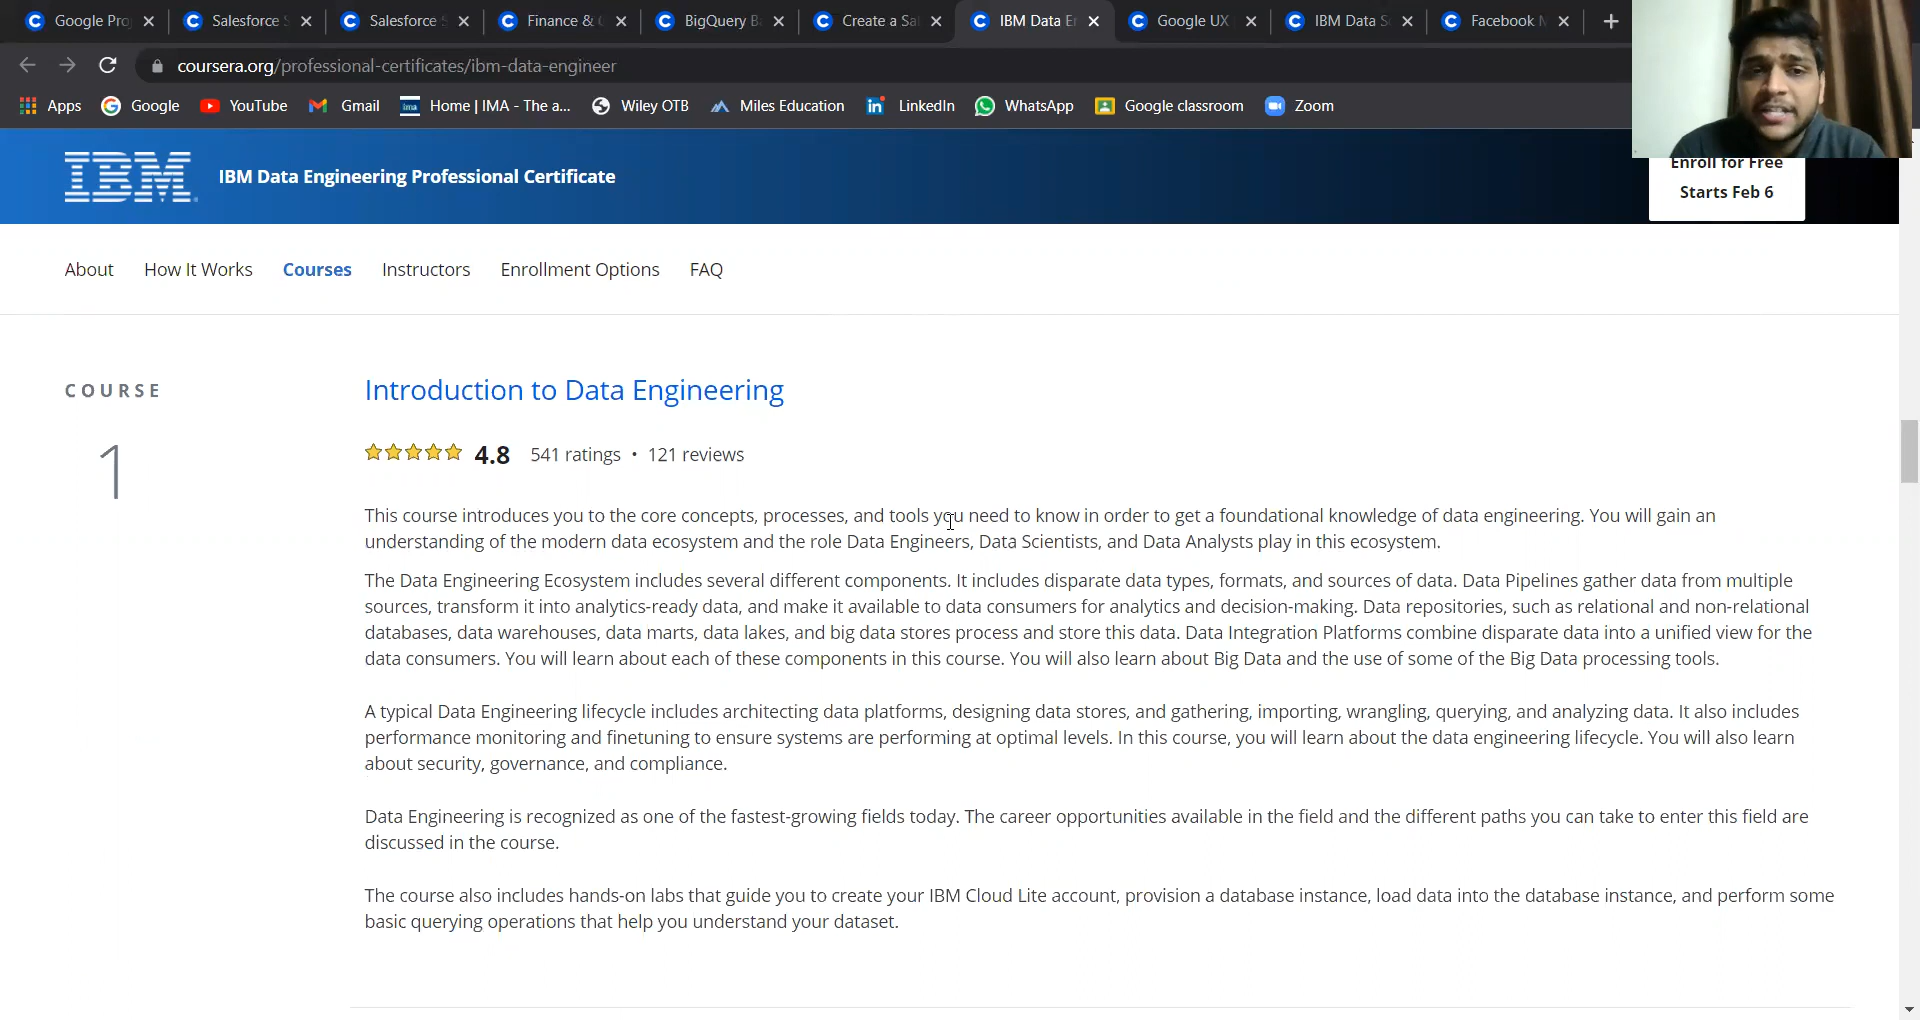 Google Pro
Salesforce S
Salesforce S
Finance &
BigQuery B
Create a Sal
IBM Data E
Google UX
IBM Data S
Facebook M
coursera.org/professional-certificates/ibm-data-engineer
Apps Google YouTube Gmail Home | IMA - The a... Wiley OTB Miles Education LinkedIn WhatsApp Google classroom Zoom
IBM
IBM Data Engineering Professional Certificate
Enroll for Free
Starts Feb 6
About How It Works Courses Instructors Enrollment Options FAQ
COURSE
1
Introduction to Data Engineering
4.8 541 ratings • 121 reviews
This course introduces you to the core concepts, processes, and tools you need to know in order to get a foundational knowledge of data engineering. You will gain an
understanding of the modern data ecosystem and the role Data Engineers, Data Scientists, and Data Analysts play in this ecosystem.
The Data Engineering Ecosystem includes several different components. It includes disparate data types, formats, and sources of data. Data Pipelines gather data from multiple
sources, transform it into analytics-ready data, and make it available to data consumers for analytics and decision-making. Data repositories, such as relational and non-relational
databases, data warehouses, data marts, data lakes, and big data stores process and store this data. Data Integration Platforms combine disparate data into a unified view for the
data consumers. You will learn about each of these components in this course. You will also learn about Big Data and the use of some of the Big Data processing tools.
A typical Data Engineering lifecycle includes architecting data platforms, designing data stores, and gathering, importing, wrangling, querying, and analyzing data. It also includes
performance monitoring and finetuning to ensure systems are performing at optimal levels. In this course, you will learn about the data engineering lifecycle. You will also learn
about security, governance, and compliance.
Data Engineering is recognized as one of the fastest-growing fields today. The career opportunities available in the field and the different paths you can take to enter this field are
discussed in the course.
The course also includes hands-on labs that guide you to create your IBM Cloud Lite account, provision a database instance, load data into the database instance, and perform some
basic querying operations that help you understand your dataset.